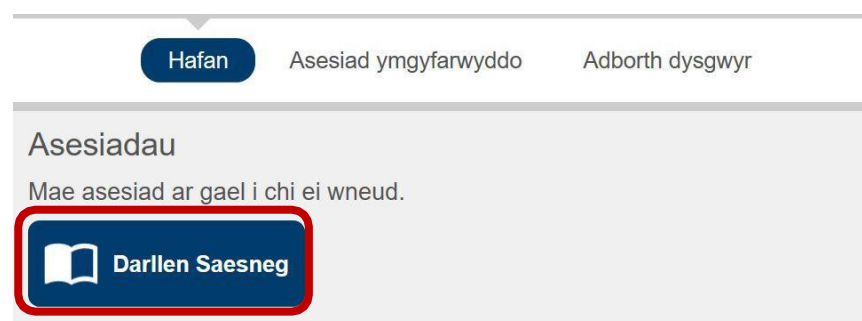 Hafan Asesiad ymgyfarwyddo Adborth dysgwyr
Asesiadau
Mae asesiad ar gael i chi ei wneud.
Darllen Saesneg